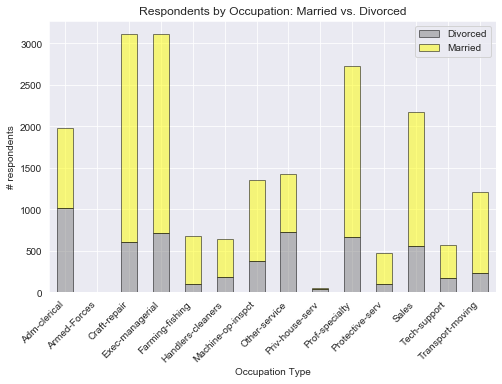 Respondents by Occupation: Married vs. Divorced
Divorced
Married
3000
2500
2000
1500
1000
500
0
# respondents
Adm-clerical
Armed-Forces
Craft-repair
Exec-managerial
Farming-fishing
Handlers-cleaners
Machine-op-inspct
Other-service
Priv-house-serv
Prof-specialty
Protective-serv
Sales
Tech-support
Transport-moving
Occupation Type